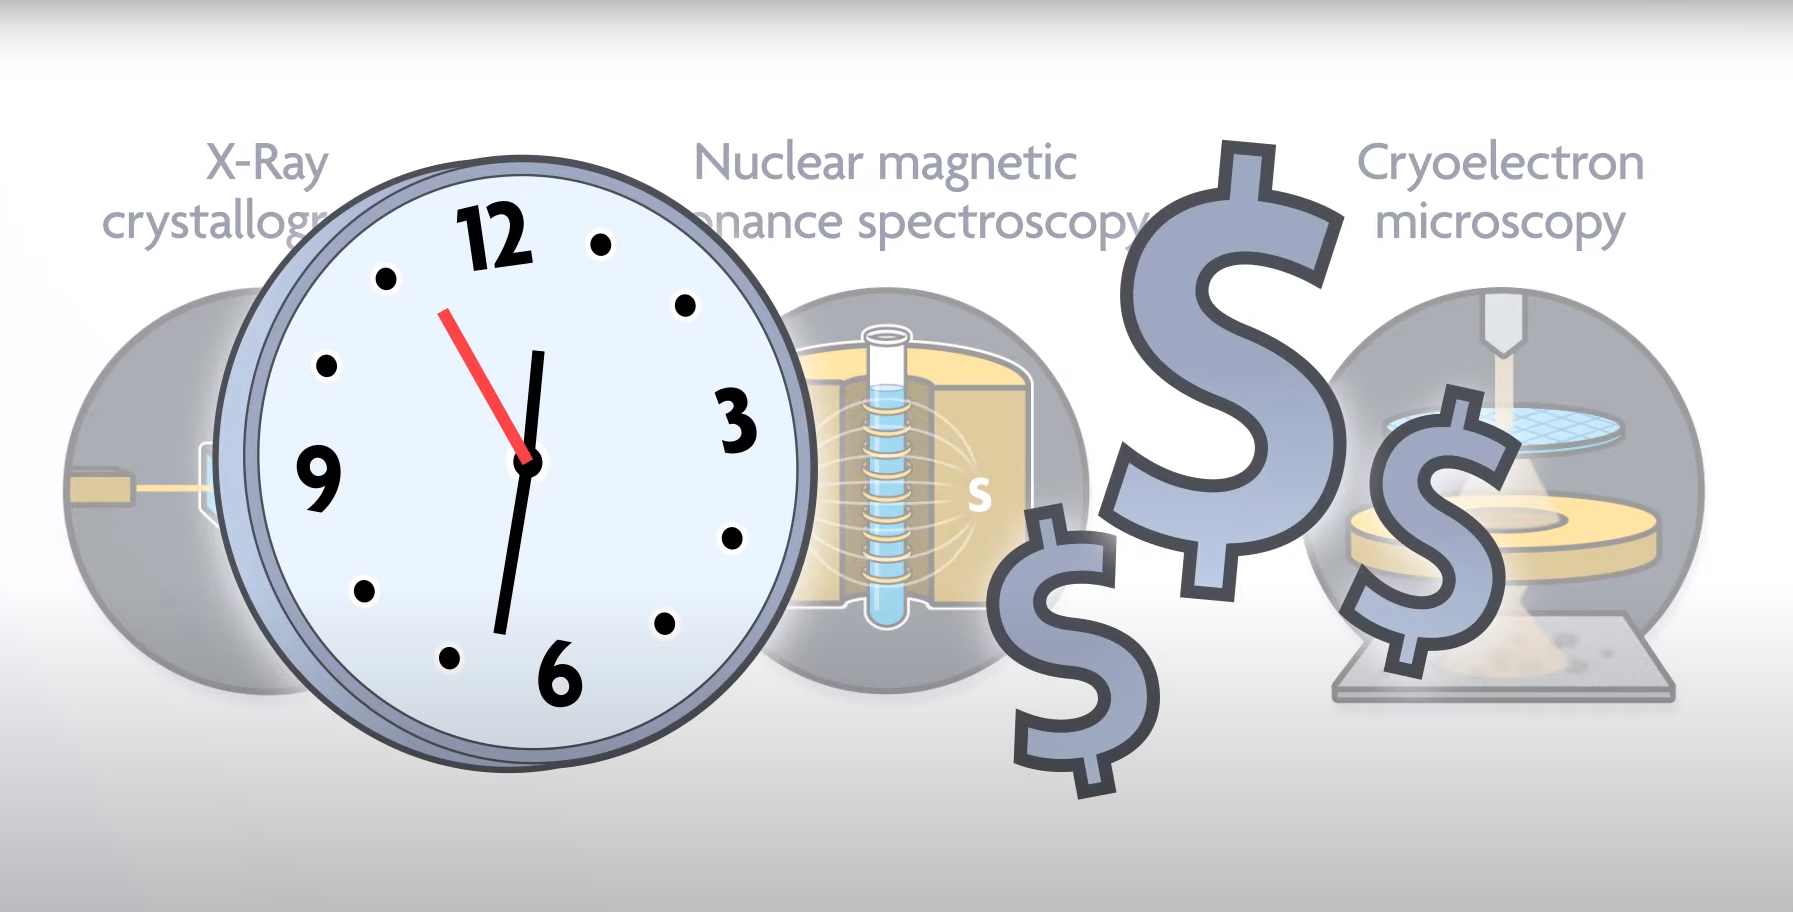 X-Ray
crystallogr
Nuclear magnetic
onance spectroscopy
Cryoelectron
microscopy
12
3
9
6
S
$
$
$